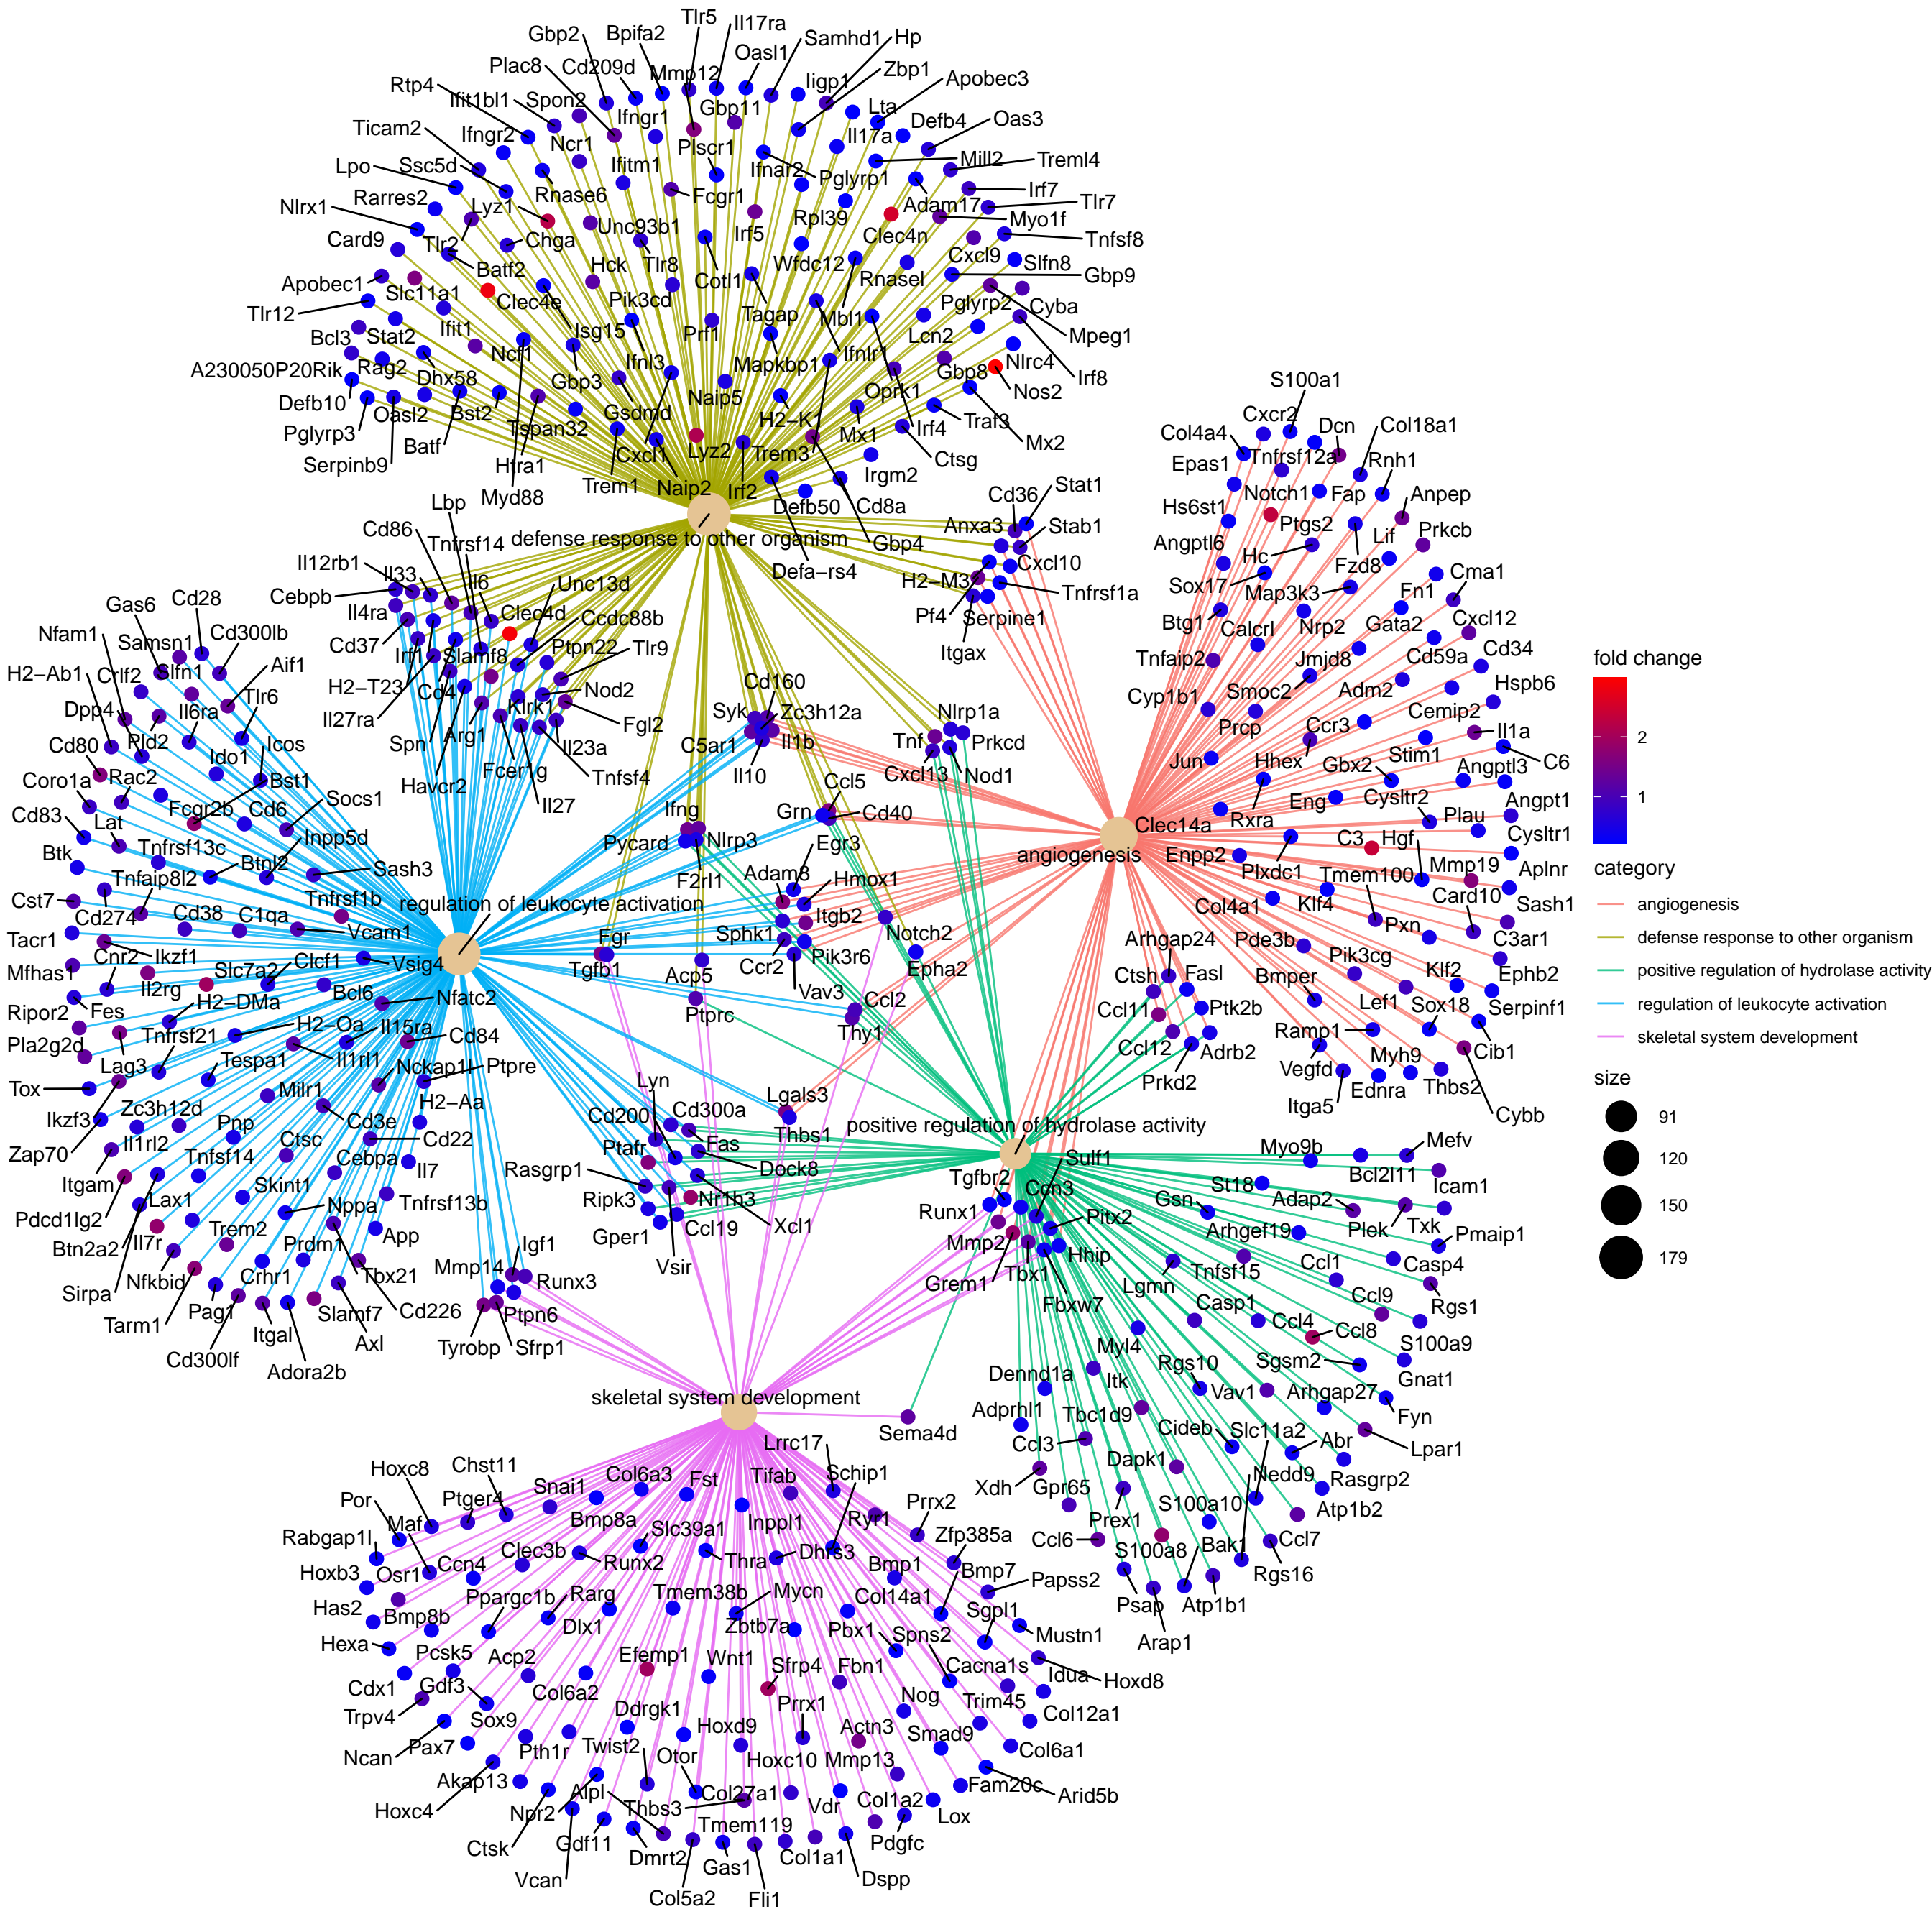 Tlr5
Il17ra
Gbp2
Bpifa2
Samhd1
Hp
Oasl1
Plac8
Cd209d
Mmp12
Iigp1
Zbp1
Apobec3
Rtp4
Ifit1bl1
Spon2
Ifngr1
Gbp11
Lta
Defb4
Oas3
Ticam2
Ifngr2
Ncr1
Ifitm1
Plscr1
Il17a
Mill2
Treml4
Lpo
Ssc5d
Rnase6
Fcgr1
Ifnar2
Pglyrp1
Adam17
Irf7
Tlr7
Nlrx1
Rarres2
Lyz1
Unc93b1
Irf5
Rpl39
Clec4n
Myo1f
Tnfsf8
Card9
Tlr2
Chga
Batf2
Hck
Tlr8
Cotl1
Wfdc12
Rnasel
Cxcl9
Slfn8
Gbp9
Apobec1
Slc11a1
Clec4e
Pik3cd
Tagap
Mbl1
Pglyrp2
Cyba
Mpeg1
Tlr12
Bcl3
Stat2
Ifit1
Isg15
Prf1
Lcn2
Irf8
A230050P20Rik
Rag2
Ncf1
Ifnl3
Mapkbp1
Ifnlr1
Gbp8
Nlrc4
Nos2
Defb10
Dhx58
Gbp3
Naip5
Oprk1
Pglyrp3
Oasl2
Bst2
Tspan32
Gsdmd
H2−K1
Mx1
Irf4
Traf3
Mx2
Serpinb9
Batf
Htra1
Cxcl1
Lyz2
Trem3
Ctsg
Myd88
Trem1
Naip2
Irf2
Irgm2
Defb50
Cd8a
Gbp4
Defa−rs4
defense response to other organism
S100a1
Cxcr2
Dcn
Col18a1
Col4a4
Epas1
Tnfrsf12a
Rnh1
Notch1
Fap
Anpep
Hs6st1
Ptgs2
Lif
Prkcb
Angptl6
Hc
Fzd8
Sox17
Map3k3
Fn1
Cma1
Btg1
Calcrl
Nrp2
Gata2
Cxcl12
Tnfaip2
Jmjd8
Cd59a
Cd34
Cyp1b1
Smoc2
Adm2
Hspb6
Prcp
Ccr3
Cemip2
Il1a
Jun
Hhex
Gbx2
Stim1
C6
Angptl3
Rxra
Eng
Cysltr2
Plau
Angpt1
Cysltr1
Clec14a
angiogenesis
Enpp2
Plxdc1
C3
Hgf
Mmp19
Aplnr
Tmem100
Card10
Sash1
Col4a1
Klf4
Pxn
C3ar1
Pde3b
Pik3cg
Klf2
Ephb2
Bmper
Lef1
Sox18
Serpinf1
Ramp1
Vegfd
Myh9
Cib1
Itga5
Ednra
Thbs2
Cybb
Cd36
Stat1
Anxa3
Stab1
Cxcl10
H2−M3
Tnfrsf1a
Pf4
Serpine1
Itgax
Lbp
Cd86
Tnfrsf14
Il12rb1
Il33
Il6
Unc13d
Cebpb
Clec4d
Il4ra
Ccdc88b
Cd37
Irf1
Slamf8
Ptpn22
Tlr9
H2−T23
Cd4
Klrk1
Nod2
Il27ra
Fgl2
Spn
Arg1
Il23a
Havcr2
Fcer1g
Tnfsf4
Il27
Cd160
Syk
Zc3h12a
C5ar1
Il1b
Il10
Nlrp1a
Tnf
Prkcd
Cxcl13
Nod1
Ccl5
Grn
Cd40
Ifng
Pycard
Nlrp3
F2rl1
Egr3
Adam8
Hmox1
Itgb2
Sphk1
Pik3r6
Ccr2
Vav3
Notch2
Epha2
Fgr
Tgfb1
Acp5
Ptprc
Ccl2
Thy1
Arhgap24
Ctsh
Fasl
Ccl11
Ptk2b
Ccl12
Adrb2
Prkd2
Gas6
Cd28
Nfam1
Samsn1
Cd300lb
H2−Ab1
Crlf2
Slfn1
Aif1
Dpp4
Il6ra
Tlr6
Cd80
Pld2
Ido1
Icos
Coro1a
Rac2
Bst1
Cd83
Fcgr2b
Cd6
Socs1
Lat
Inpp5d
Btk
Tnfrsf13c
Btnl2
Sash3
Tnfaip8l2
Tnfrsf1b
Cst7
Cd274
Cd38
C1qa
Vcam1
regulation of leukocyte activation
Tacr1
Cnr2
Ikzf1
Clcf1
Vsig4
Mfhas1
Il2rg
Slc7a2
Bcl6
Nfatc2
Ripor2
Fes
H2−DMa
H2−Oa
Il15ra
Cd84
Pla2g2d
Lag3
Tnfrsf21
Il1rl1
Nckap1l
Tox
Tespa1
Ptpre
Ikzf3
Zc3h12d
Milr1
H2−Aa
Zap70
Il1rl2
Pnp
Cd3e
Cd22
Itgam
Tnfsf14
Ctsc
Cebpa
Il7
Pdcd1lg2
Lax1
Skint1
Nppa
Tnfrsf13b
Btn2a2
Il7r
Trem2
App
Sirpa
Nfkbid
Crhr1
Prdm1
Tbx21
Tarm1
Pag1
Slamf7
Cd226
Cd300lf
Itgal
Adora2b
Axl
Lyn
Cd200
Cd300a
Ptafr
Fas
Dock8
Rasgrp1
Ripk3
Nr1h3
Gper1
Ccl19
Xcl1
Vsir
Lgals3
Thbs1
positive regulation of hydrolase activity
Tgfbr2
Sulf1
Runx1
Ccn3
Pitx2
Mmp2
Hhip
Grem1
Tbx1
Fbxw7
Igf1
Mmp14
Runx3
Ptpn6
Tyrobp
Sfrp1
Myo9b
Mefv
Bcl2l11
St18
Icam1
Gsn
Adap2
Plek
Txk
Arhgef19
Pmaip1
Lgmn
Tnfsf15
Ccl1
Casp4
Casp1
Ccl9
Rgs1
Ccl4
Ccl8
S100a9
Myl4
Sgsm2
Gnat1
Dennd1a
Itk
Rgs10
Vav1
Arhgap27
Fyn
Adprhl1
Tbc1d9
Cideb
Slc11a2
Abr
Lpar1
Ccl3
Dapk1
Nedd9
Rasgrp2
Xdh
Gpr65
S100a10
Atp1b2
Prex1
Ccl6
S100a8
Bak1
Ccl7
Rgs16
Psap
Atp1b1
Arap1
skeletal system development
Sema4d
Lrrc17
Hoxc8
Chst11
Col6a3
Fst
Tifab
Schip1
Por
Ptger4
Snai1
Prrx2
Rabgap1l
Maf
Bmp8a
Slc39a1
Inppl1
Ryr1
Zfp385a
Hoxb3
Osr1
Ccn4
Clec3b
Runx2
Thra
Dhrs3
Bmp1
Bmp7
Has2
Bmp8b
Ppargc1b
Rarg
Tmem38b
Mycn
Col14a1
Papss2
Hexa
Dlx1
Zbtb7a
Pbx1
Spns2
Sgpl1
Mustn1
Pcsk5
Acp2
Efemp1
Wnt1
Sfrp4
Fbn1
Cacna1s
Idua
Hoxd8
Cdx1
Gdf3
Col6a2
Trpv4
Sox9
Ddrgk1
Hoxd9
Prrx1
Nog
Trim45
Col12a1
Ncan
Pax7
Pth1r
Twist2
Otor
Hoxc10
Actn3
Smad9
Col6a1
Akap13
Mmp13
Hoxc4
Npr2
Alpl
Thbs3
Col27a1
Vdr
Col1a2
Fam20c
Arid5b
Ctsk
Gdf11
Tmem119
Lox
Vcan
Dmrt2
Gas1
Col1a1
Pdgfc
Col5a2
Fli1
Dspp
fold change
2
1
category
angiogenesis
defense response to other organism
positive regulation of hydrolase activity
regulation of leukocyte activation
skeletal system development
size
91
120
150
179